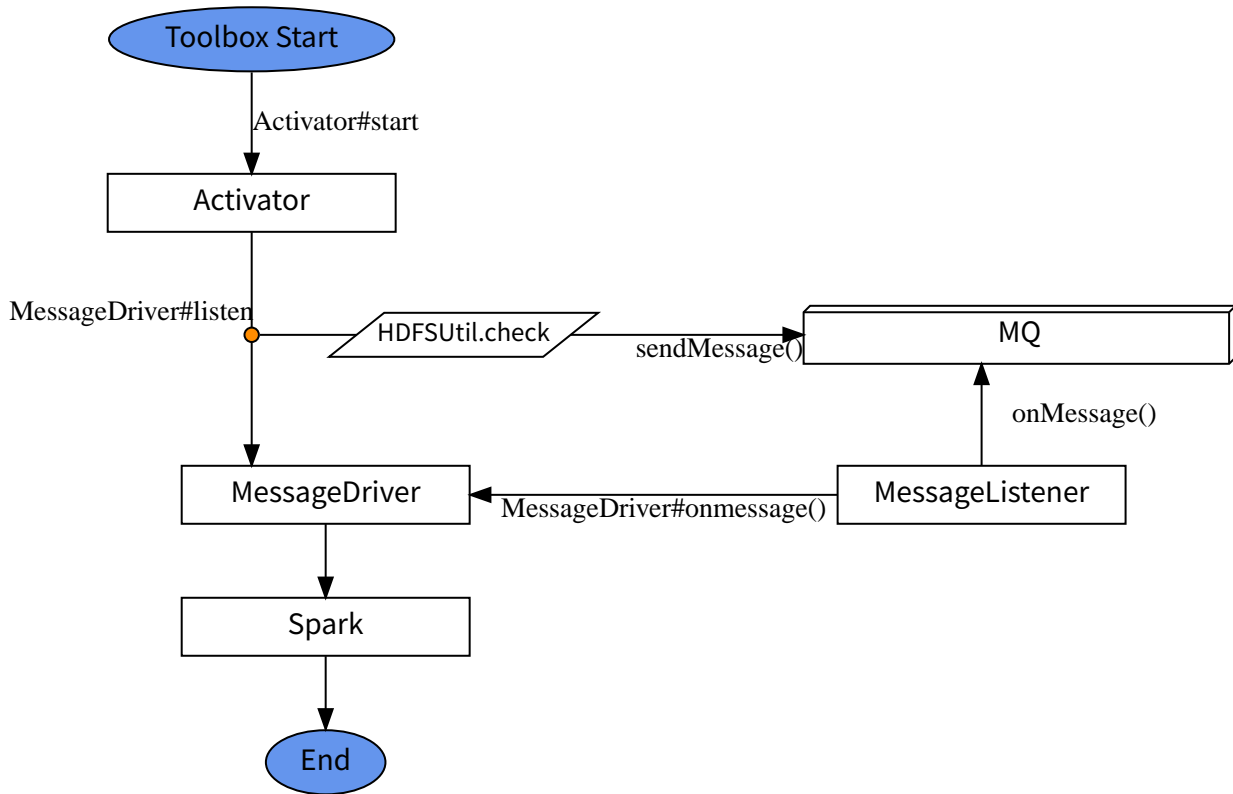 Toolbox Start
Activator#start
Activator
MessageDriver#listen
HDFSUtil.check
sendMessage()
MQ
onMessage()
MessageDriver
MessageDriver#onmessage()
MessageListener
Spark
End